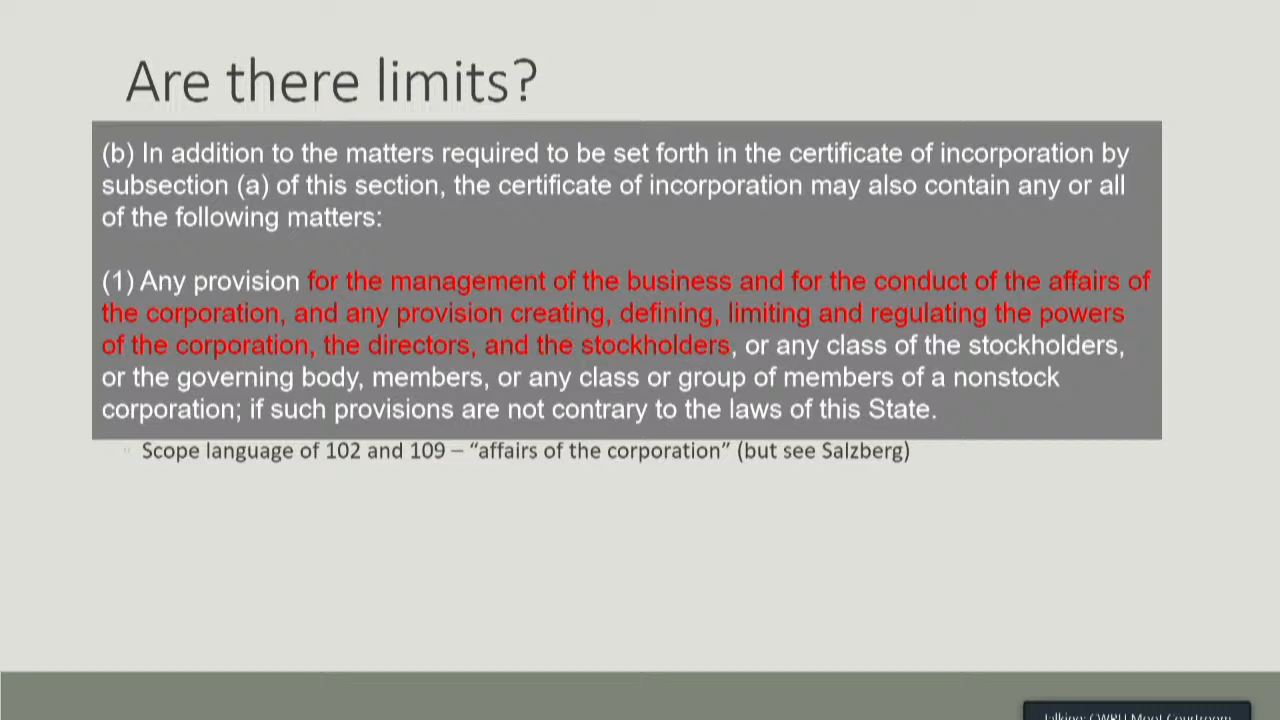 Are there limits?
(b) In addition to the matters required to be set forth in the certificate of incorporation by
subsection (a) of this section, the certificate of incorporation may also contain any or all
of the following matters:
(1) Any provision for the management of the business and for the conduct of the affairs of
the corporation, and any provision creating, defining, limiting and regulating the powers
of the corporation, the directors, and the stockholders, or any class of the stockholders,
or the governing body, members, or any class or group of members of a nonstock
corporation; if such provisions are not contrary to the laws of this State.
Scope language of 102 and 109 – “affairs of the corporation” (but see Salzberg)
Talking: CWRU Moot Courtroom